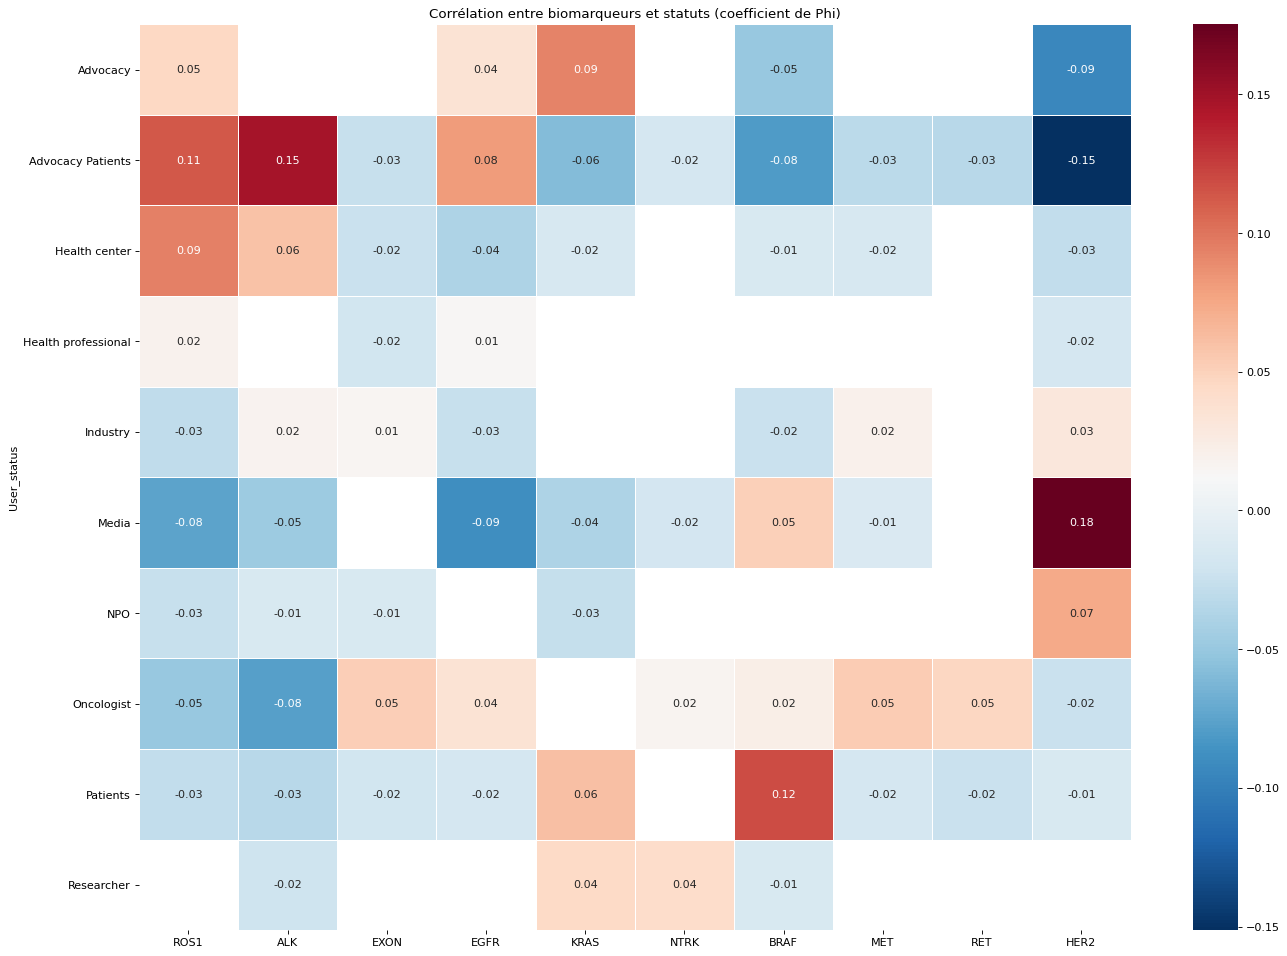 Corrélation entre biomarqueurs et statuts (coefficient de Phi)
User_status
Advocacy 0.05 0.04 0.09 -0.05 -0.09
Advocacy Patients 0.11 0.15 -0.03 0.08 -0.06 -0.02 -0.08 -0.03 -0.03 -0.15
Health center 0.09 0.06 -0.02 -0.04 -0.02 -0.01 -0.02 -0.03
Health professional 0.02 -0.02 0.01 -0.02
Industry -0.03 0.02 0.01 -0.03 -0.02 0.02 0.03
Media -0.08 -0.05 -0.09 -0.04 -0.02 0.05 -0.01 0.18
NPO -0.03 -0.01 -0.01 -0.03 0.07
Oncologist -0.05 -0.08 0.05 0.04 0.02 0.02 0.05 0.05 -0.02
Patients -0.03 -0.03 -0.02 -0.02 0.06 0.12 -0.02 -0.02 -0.01
Researcher -0.02 0.04 0.04 -0.01
ROS1 ALK EXON EGFR KRAS NTRK BRAF MET RET HER2
0.15
0.10
0.05
0.00
−0.05
−0.10
−0.15